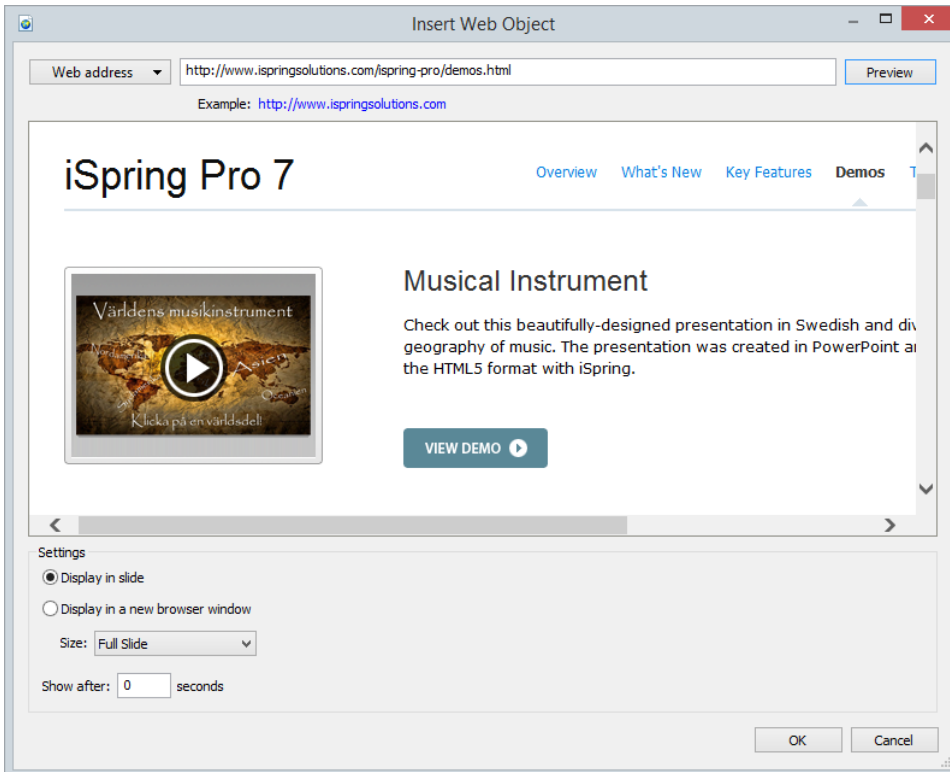 Insert Web Object
Web address
http://www.ispringsolutions.com/ispring-pro/demos.html
Preview
Example: http://www.ispringsolutions.com
iSpring Pro 7
Overview What's New Key Features Demos T
Världens musikinstrument
Nordamerika
Asien
Oceanien
Klicka på en världsdel!
Musical Instrument
Check out this beautifully-designed presentation in Swedish and div
geography of music. The presentation was created in PowerPoint a
the HTML5 format with iSpring.
VIEW DEMO
Settings
Display in slide
Display in a new browser window
Size: Full Slide
Show after: 0 seconds
OK
Cancel